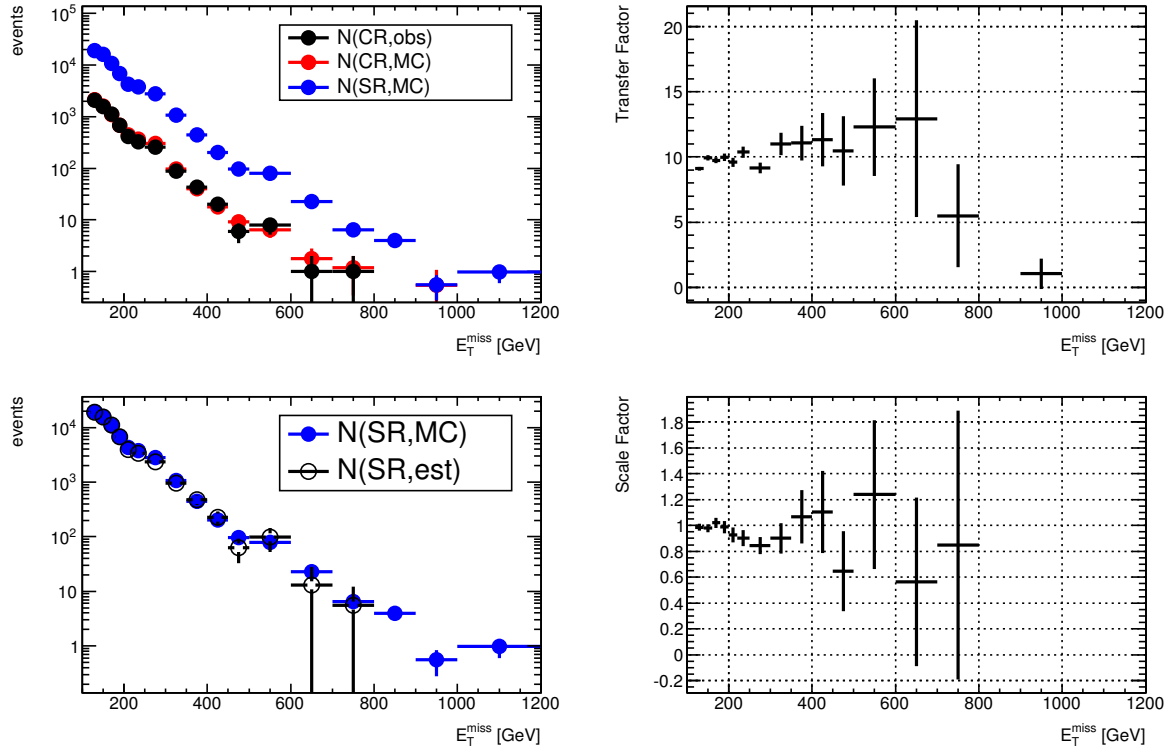 events
10^5
10^4
10^3
10^2
10
1
N(CR,obs)
N(CR,MC)
N(SR,MC)
200 400 600 800 1000 1200
E_T^miss [GeV]
Transfer Factor
20
15
10
5
0
200 400 600 800 1000 1200
E_T^miss [GeV]
events
10^4
10^3
10^2
10
1
N(SR,MC)
N(SR,est)
200 400 600 800 1000 1200
E_T^miss [GeV]
Scale Factor
1.8
1.6
1.4
1.2
1
0.8
0.6
0.4
0.2
0
-0.2
200 400 600 800 1000 1200
E_T^miss [GeV]